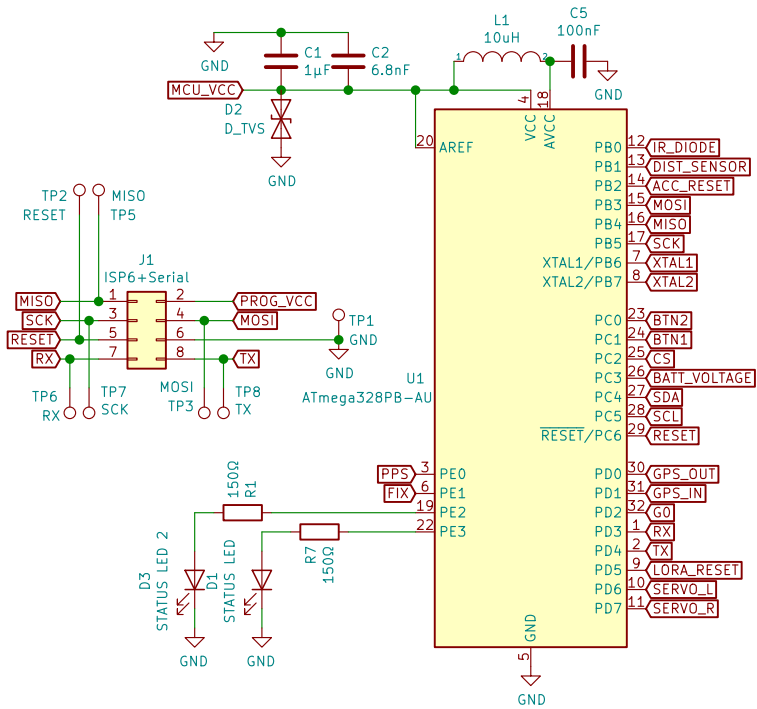 L1
10uH
C5
100nF
1
2
GND
C1
1µF
C2
6.8nF
GND
MCU_VCC
D2
D_TVS
GND
4
VCC
18
AVCC
20
AREF
PB0
12
IR_DIODE
PB1
13
DIST_SENSOR
PB2
14
ACC_RESET
PB3
15
MOSI
PB4
16
MISO
PB5
17
SCK
XTAL1/PB6
7
XTAL1
XTAL2/PB7
8
XTAL2
PC0
23
BTN2
PC1
24
BTN1
PC2
25
CS
PC3
26
BATT_VOLTAGE
PC4
27
SDA
PC5
28
SCL
RESET/PC6
29
RESET
PD0
30
GPS_OUT
PD1
31
GPS_IN
PD2
32
G0
PD3
1
RX
PD4
2
TX
PD5
9
LORA_RESET
PD6
10
SERVO_L
PD7
11
SERVO_R
U1
ATmega328PB-AU
PPS
3
PE0
FIX
6
PE1
19
PE2
22
PE3
GND
5
GND
TP2
RESET
MISO
TP5
J1
ISP6+Serial
MISO
1
2
PROG_VCC
SCK
3
4
MOSI
RESET
5
6
RX
7
8
TX
TP1
GND
GND
TP6
RX
TP7
SCK
MOSI
TP3
TP8
TX
150Ω
R1
R7
150Ω
D3
STATUS LED 2
D1
STATUS LED
GND
GND